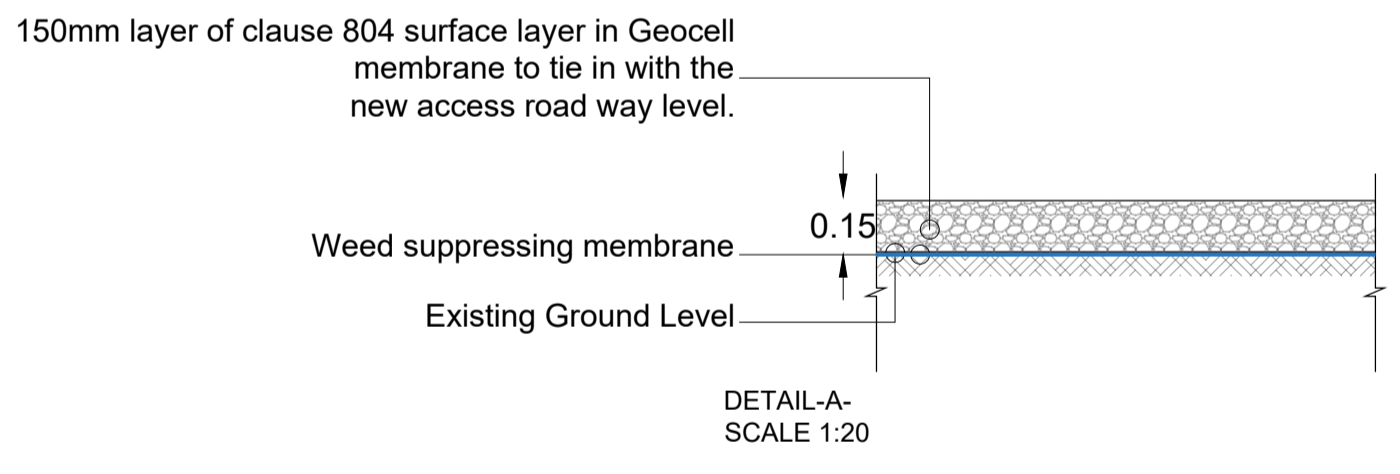 150mm layer of clause 804 surface layer in Geocell
membrane to tie in with the
new access road way level.
0.15
Weed suppressing membrane
Existing Ground Level
DETAIL-A-
SCALE 1:20